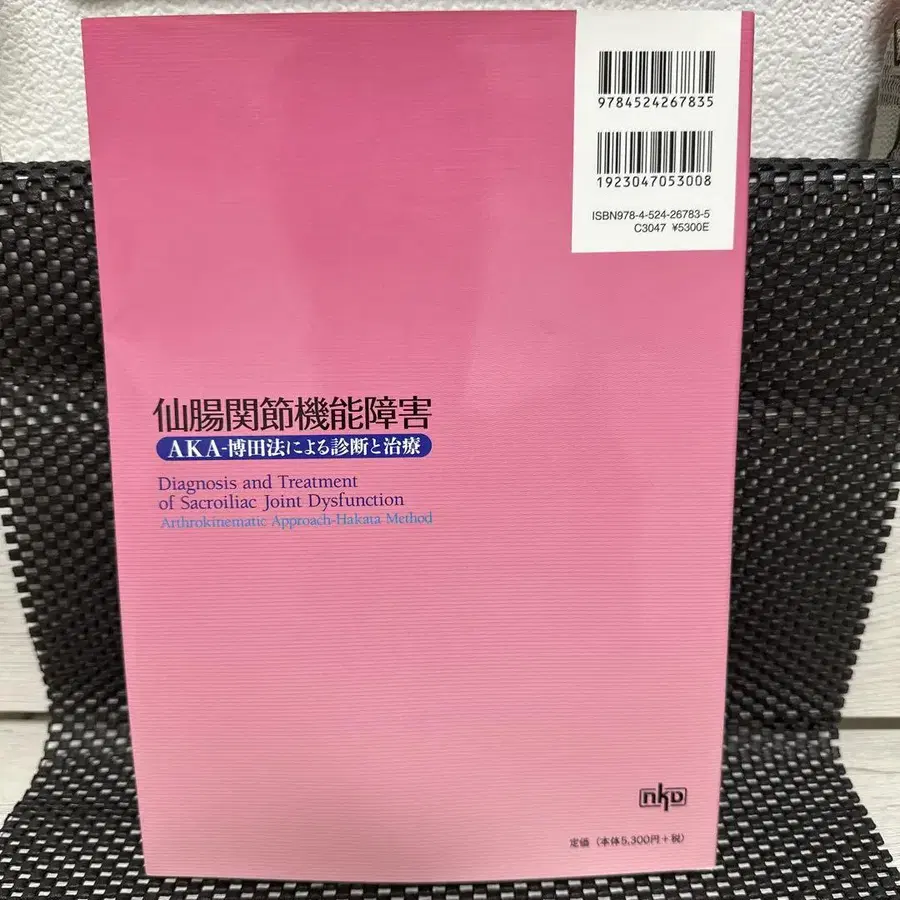 9784524267835
1923047053008
ISBN978-4-524-26783-5
C3047 ¥5300E
仙腸関節機能障害
AKA-博田法による診断と治療
Diagnosis and Treatment
of Sacroiliac Joint Dysfunction
Arthrokinematic Approach-Hakata Method
nkd
定価（本体5,300円+税）